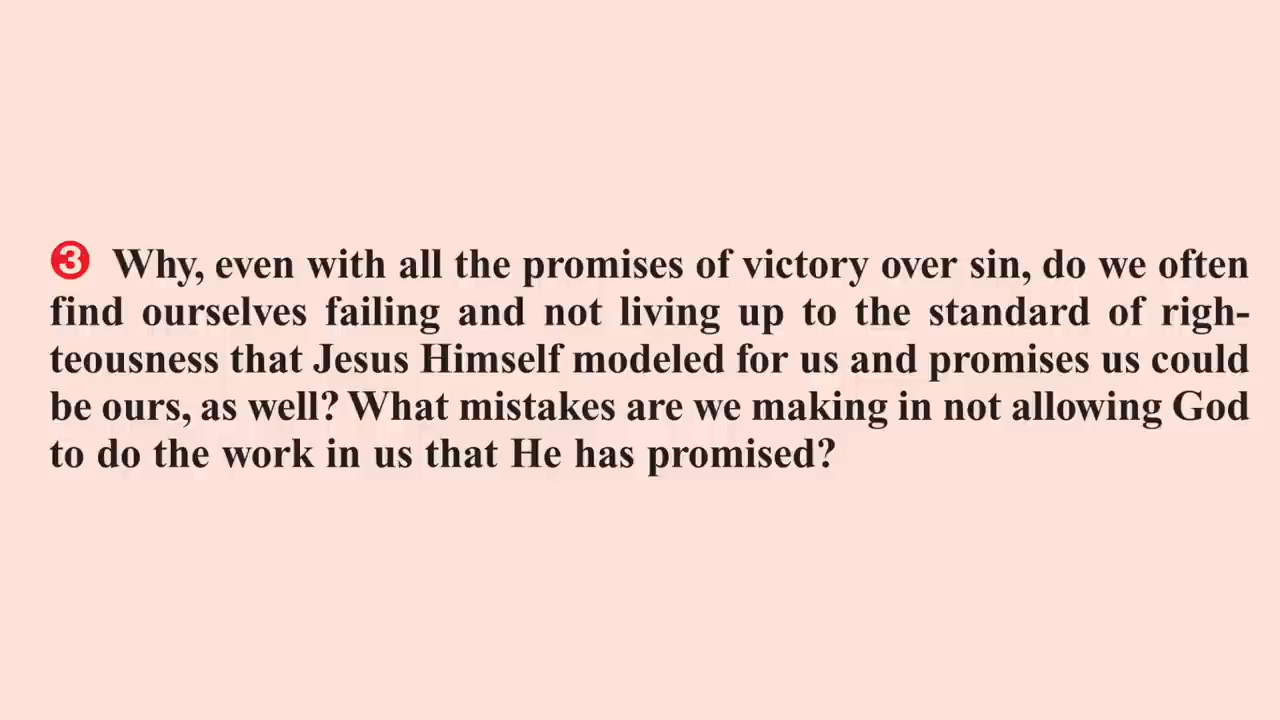 ❸ Why, even with all the promises of victory over sin, do we often
find ourselves failing and not living up to the standard of righ-
teousness that Jesus Himself modeled for us and promises us could
be ours, as well? What mistakes are we making in not allowing God
to do the work in us that He has promised?